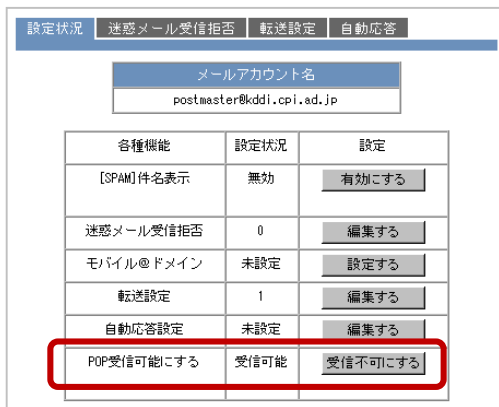 設定状況 迷惑メール受信拒否 転送設定 自動応答
メールアカウント名
postmaster@kddi.cpi.ad.jp
各種機能 設定状況 設定
[SPAM]件名表示 無効 有効にする
迷惑メール受信拒否 0 編集する
モバイル@ドメイン 未設定 設定する
転送設定 1 編集する
自動応答設定 未設定 編集する
POP受信可能にする 受信可能 受信不可にする